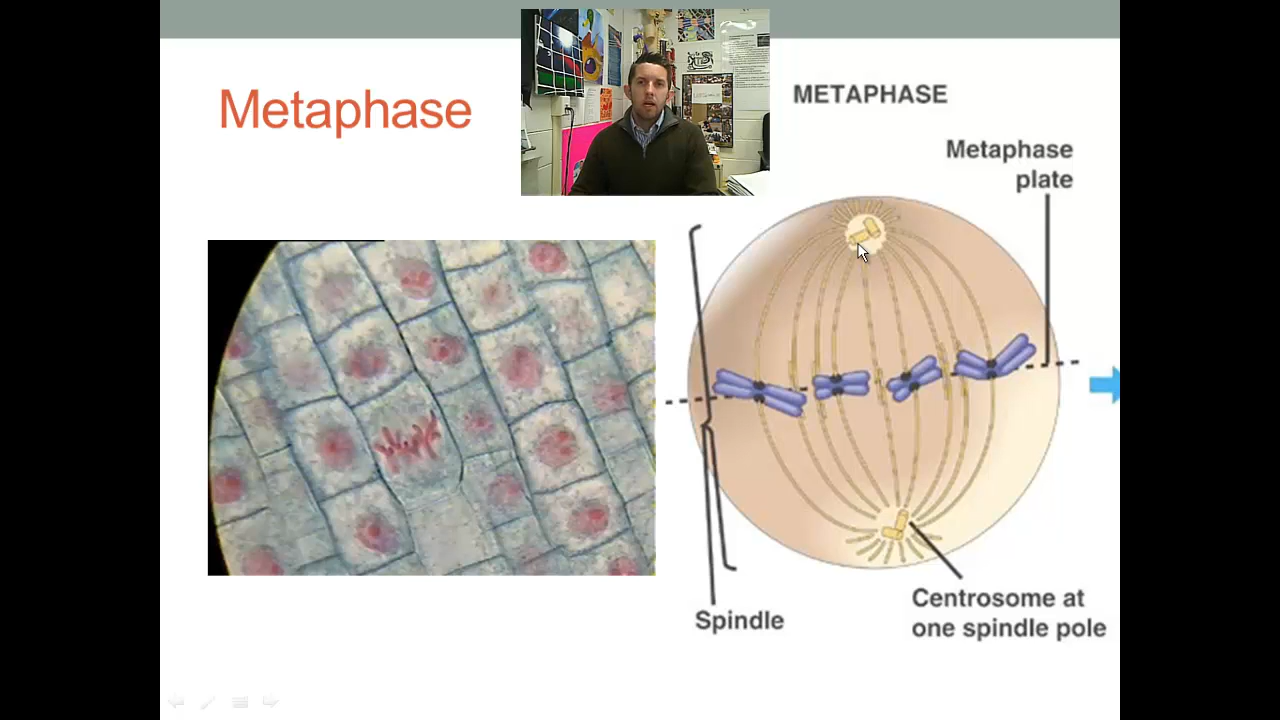 Metaphase
METAPHASE
Metaphase
plate
Spindle
Centrosome at
one spindle pole